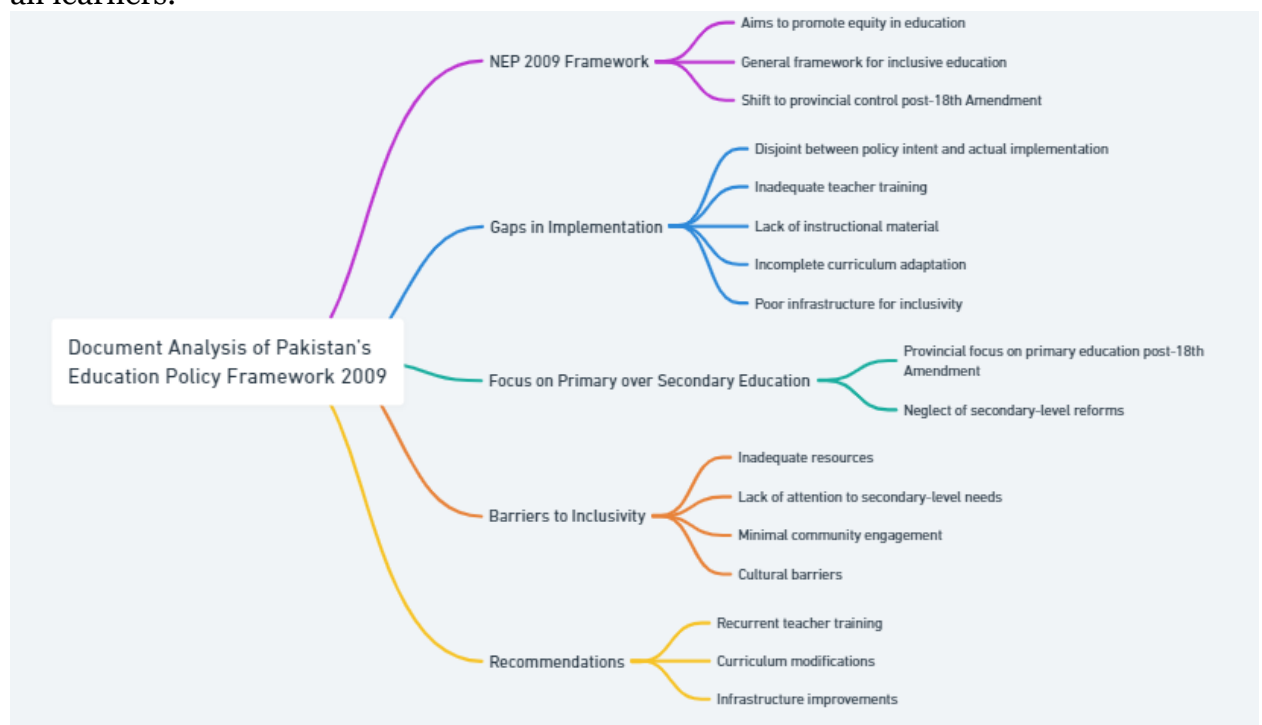 all learners.
NEP 2009 Framework
Aims to promote equity in education
General framework for inclusive education
Shift to provincial control post-18th Amendment
Gaps in Implementation
Disjoint between policy intent and actual implementation
Inadequate teacher training
Lack of instructional material
Incomplete curriculum adaptation
Poor infrastructure for inclusivity
Document Analysis of Pakistan's
Education Policy Framework 2009
Focus on Primary over Secondary Education
Provincial focus on primary education post-18th
Amendment
Neglect of secondary-level reforms
Barriers to Inclusivity
Inadequate resources
Lack of attention to secondary-level needs
Minimal community engagement
Cultural barriers
Recommendations
Recurrent teacher training
Curriculum modifications
Infrastructure improvements